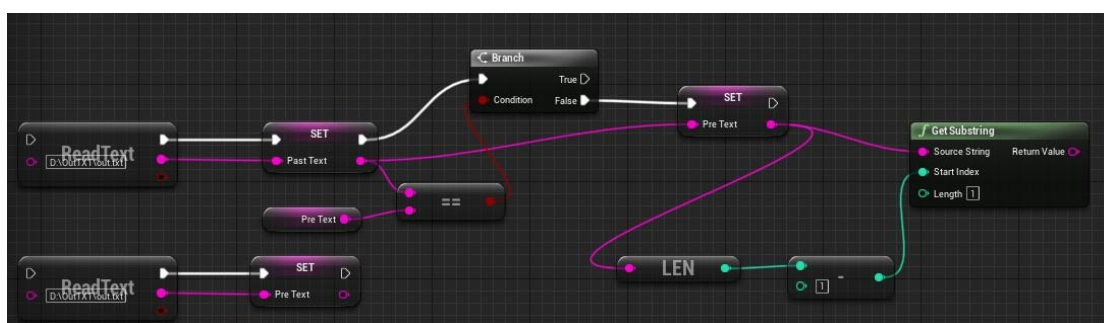 Branch
True
Condition
False
SET
Pre Text
SET
Past Text
ReadText
D:\OutTXT\out.txt
==
Pre Text
Get Substring
Source String
Return Value
Start Index
Length 1
ReadText
D:\OutTXT\out.txt
SET
Pre Text
LEN
-
1